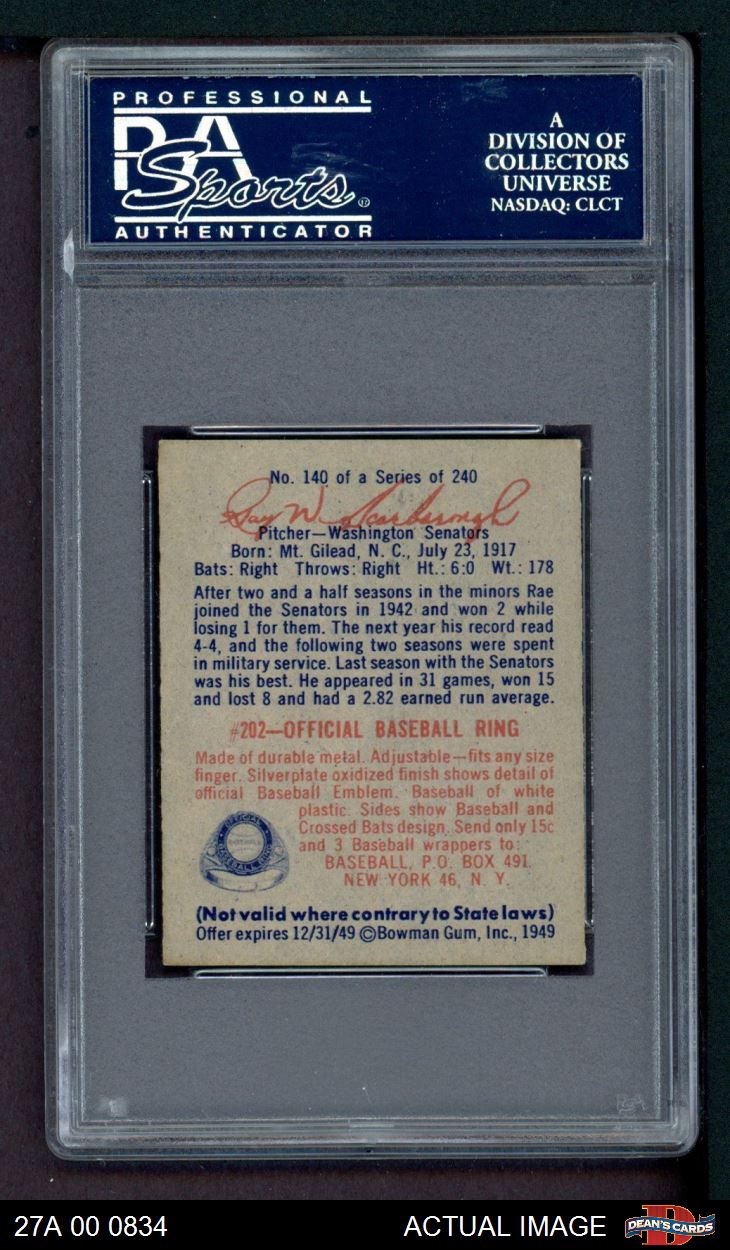 PROFESSIONAL
PSA
Sports
AUTHENTICATOR
A
DIVISION OF
COLLECTORS
UNIVERSE
NASDAQ: CLCT
No. 140 of a Series of 240
Ray W. Scarborough
Pitcher—Washington Senators
Born: Mt. Gilead, N. C., July 23, 1917
Bats: Right Throws: Right Ht.: 6:0 Wt.: 178
After two and a half seasons in the minors Rae
joined the Senators in 1942 and won 2 while
losing 1 for them. The next year his record read
4-4, and the following two seasons were spent
in military service. Last season with the Senators
was his best. He appeared in 31 games, won 15
and lost 8 and had a 2.82 earned run average.
#202—OFFICIAL BASEBALL RING
Made of durable metal. Adjustable—fits any size
finger. Silverplate oxidized finish shows detail of
official Baseball Emblem. Baseball of white
plastic. Sides show Baseball and
Crossed Bats design. Send only 15c
and 3 Baseball wrappers to:
BASEBALL, P.O. BOX 491,
NEW YORK 46, N. Y.
OFFICIAL
BASEBALL RING
(Not valid where contrary to State laws)
Offer expires 12/31/49 ©Bowman Gum, Inc., 1949
27A 00 0834
ACTUAL IMAGE
DEAN'S CARDS